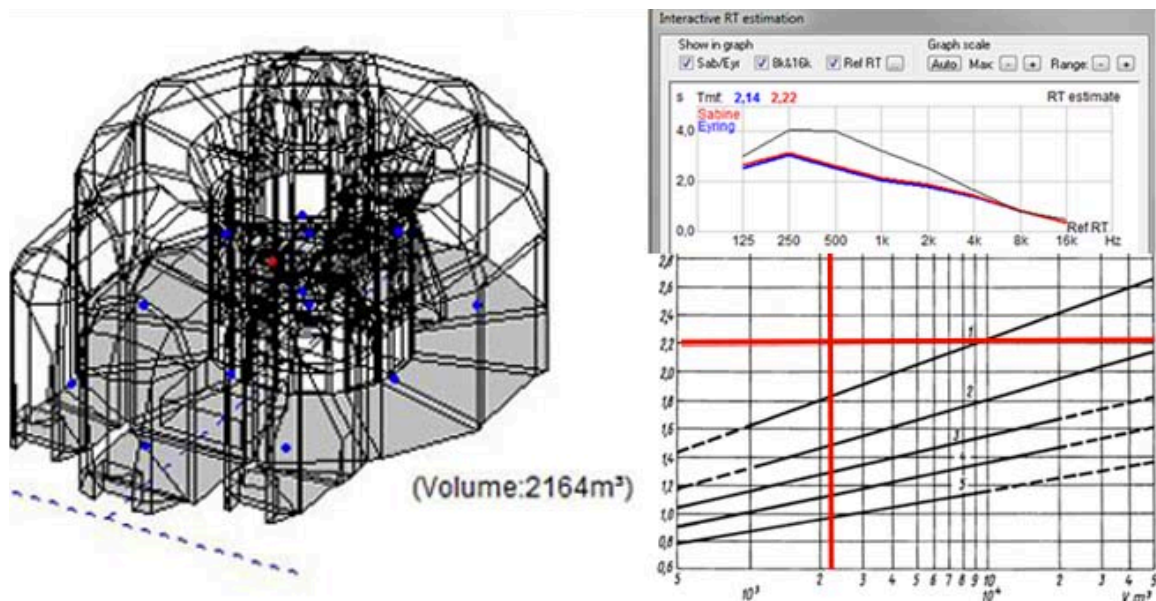 (Volume:2164m³)
Interactive RT estimation
Show in graph
Graph scale
Sab/Eyr 8k&16k Ref RT ... Auto Max: - + Range: - +
s Tmf: 2,14 2,22 RT estimate
Sabine
Eyring
4,0
2,0
0,0
Ref RT
125 250 500 1k 2k 4k 8k 16k Hz
2,8
2,6
2,4
2,2
2,0
1,8
1,6
1,4
1,2
1,0
0,8
0,6
1
2
3
4
5
5 10³ 2 3 4 5 6 7 8 9 10 2 3 4 5
10⁴ V m³